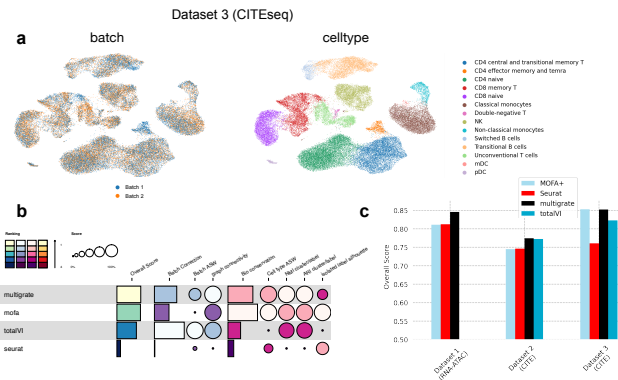 Dataset 3 (CITEseq)
a
batch
celltype
CD4 central and transitional memory T
CD4 effector memory and temra
CD4 naive
CD8 memory T
CD8 naive
Classical monocytes
Double-negative T
NK
Non-classical monocytes
Switched B cells
Transitional B cells
Unconventional T cells
mDC
pDC
Batch 1
Batch 2
b
Ranking
Score
Overall Score
Batch Correction
Batch ASW
graph connectivity
Bio conservation
Cell type ASW
NMI cluster/label
ARI cluster/label
Isolated label silhouette
multigrate
mofa
totalVI
seurat
c
MOFA+
Seurat
multigrate
totalVI
Overall Score
0.85
0.80
0.75
0.70
0.65
0.60
0.55
0.50
Dataset 1
(RNA-ATAC)
Dataset 2
(CITE)
Dataset 3
(CITE)